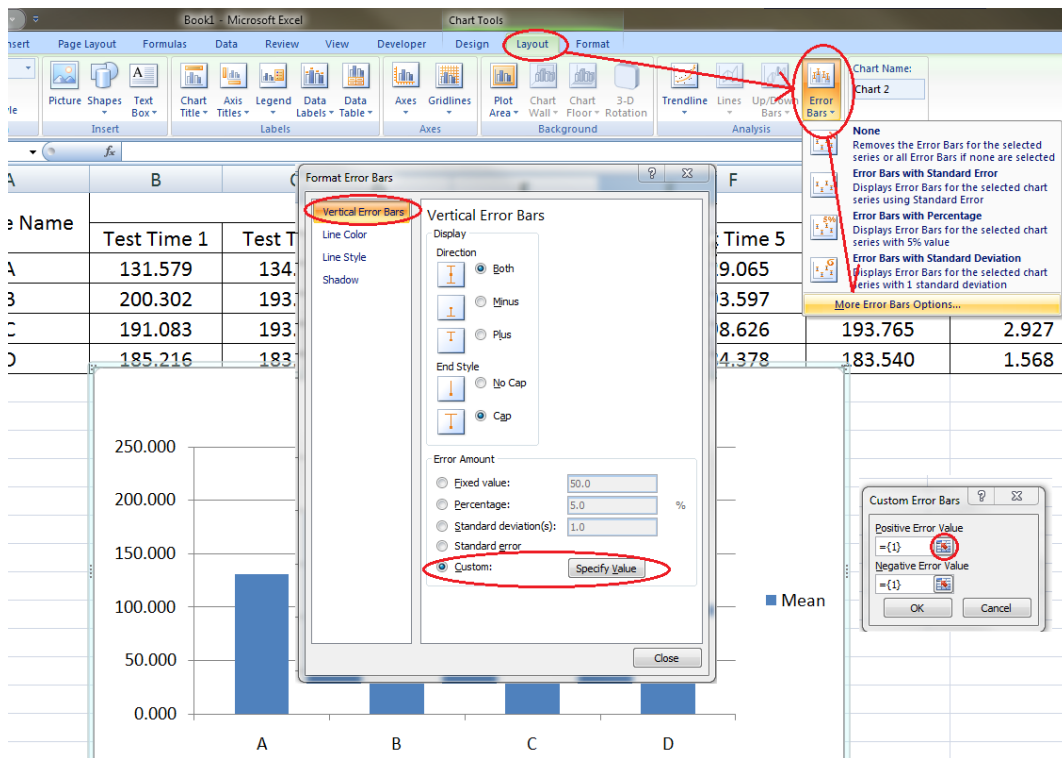 Book1 - Microsoft Excel Chart Tools
Page Layout Formulas Data Review View Developer Design Layout Format
Picture Shapes Text Box Chart Title Axis Titles Legend Data Labels Data Table Axes Gridlines Plot Area Chart Wall Chart Floor 3-D Rotation Trendline Lines Up/Down Bars Error Bars
Chart Name:
Chart 2
Insert Labels Axes Background Analysis
None
Removes the Error Bars for the selected
series or all Error Bars if none are selected
Error Bars with Standard Error
Displays Error Bars for the selected chart
series using Standard Error
Error Bars with Percentage
Displays Error Bars for the selected chart
series with 5% value
Error Bars with Standard Deviation
Displays Error Bars for the selected chart
series with 1 standard deviation
More Error Bars Options...
fx
A B C F
Name
Test Time 1 Test T Time 5
A 131.579 134. 9.065
B 200.302 193. 3.597
C 191.083 193. 8.626 193.765 2.927
D 185.216 183. 4.378 183.540 1.568
Format Error Bars
Vertical Error Bars
Line Color
Line Style
Shadow
Vertical Error Bars
Display
Direction
Both
Minus
Plus
End Style
No Cap
Cap
Error Amount
Fixed value: 50.0
Percentage: 5.0 %
Standard deviation(s): 1.0
Standard error
Custom: Specify Value
Close
250.000
200.000
150.000
100.000
50.000
0.000
A B C D
Mean
Custom Error Bars
Positive Error Value
={1}
Negative Error Value
={1}
OK Cancel